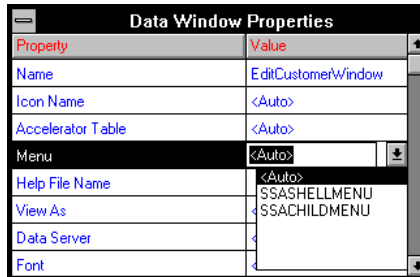 Data Window Properties
Property Value
Name EditCustomerWindow
Icon Name <Auto>
Accelerator Table <Auto>
Menu <Auto>
Help File Name <Auto>
View As SSASHELLMENU
SSACHILDMENU
Data Server
Font